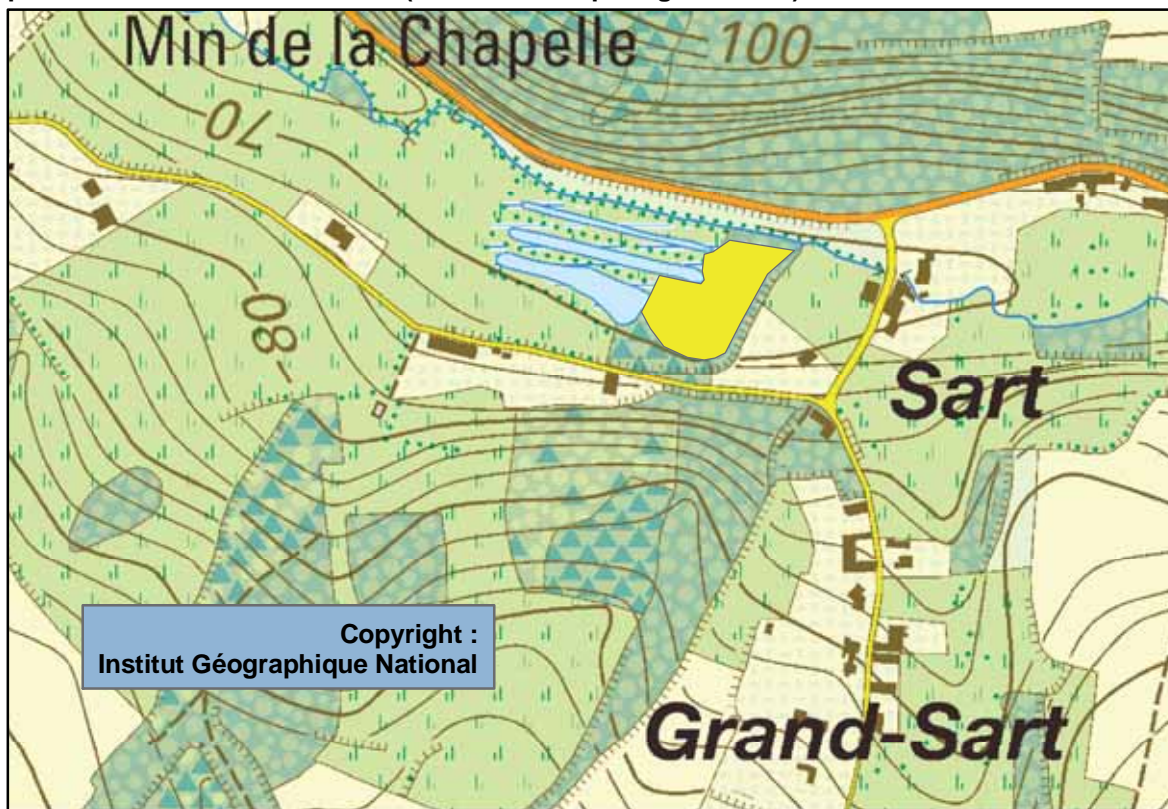 Min de la Chapelle
100
70
80
Sart
Copyright :
Institut Géographique National
Grand-Sart